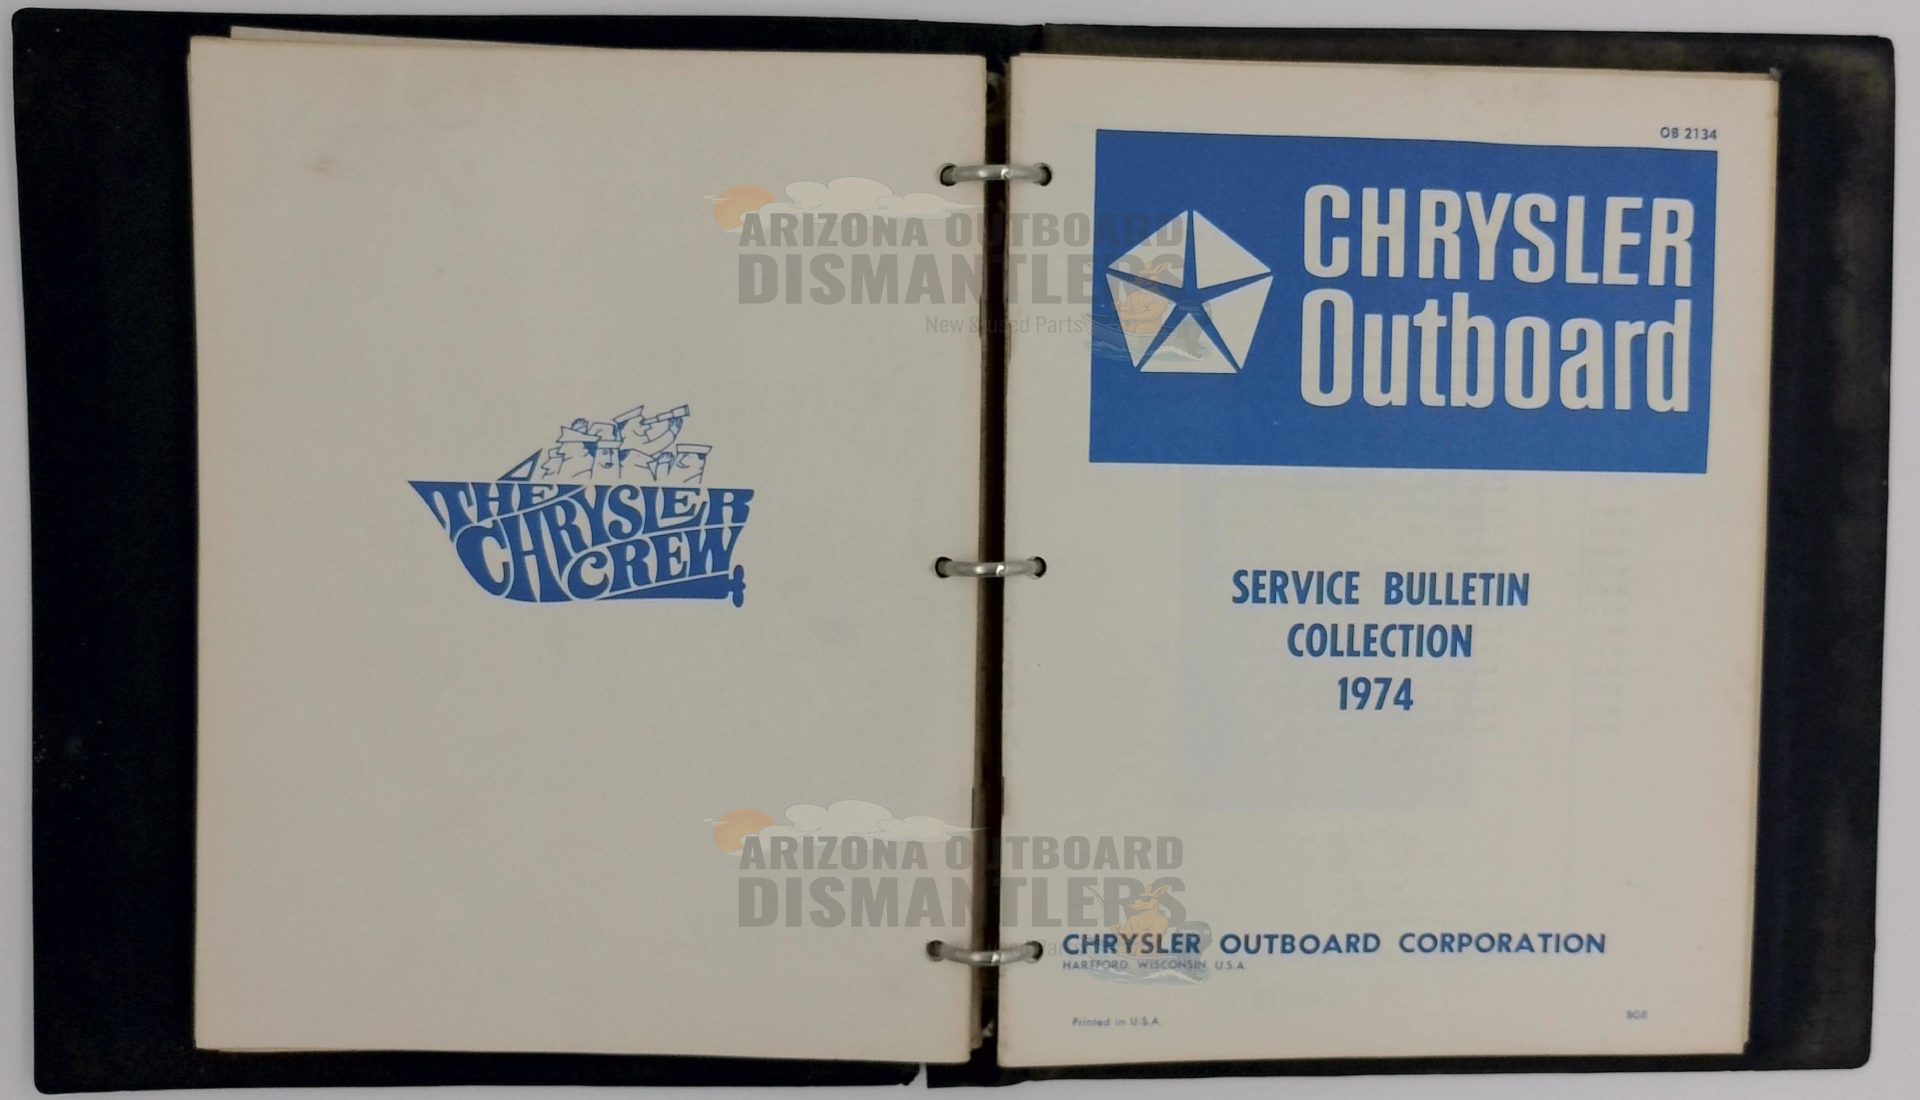 THE
CHRYSLER
CREW
OB 2134
CHRYSLER
Outboard
SERVICE BULLETIN
COLLECTION
1974
CHRYSLER OUTBOARD CORPORATION
HARTFORD, WISCONSIN, U.S.A.
Printed in U.S.A.
BGE
ARIZONA OUTBOARD
DISMANTLERS
New & used Parts
ARIZONA OUTBOARD
DISMANTLERS